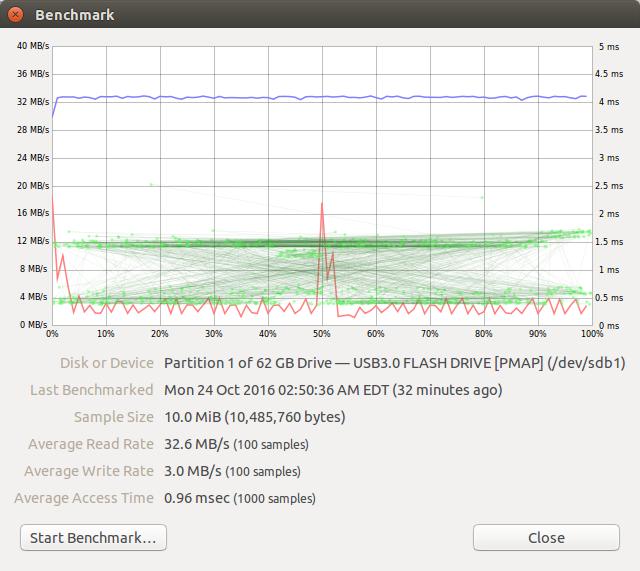 Benchmark
40 MB/s 5 ms
36 MB/s 4.5 ms
32 MB/s 4 ms
28 MB/s 3.5 ms
24 MB/s 3 ms
20 MB/s 2.5 ms
16 MB/s 2 ms
12 MB/s 1.5 ms
8 MB/s 1 ms
4 MB/s 0.5 ms
0 MB/s 0 ms
0% 10% 20% 30% 40% 50% 60% 70% 80% 90% 100%
Disk or Device Partition 1 of 62 GB Drive — USB3.0 FLASH DRIVE [PMAP] (/dev/sdb1)
Last Benchmarked Mon 24 Oct 2016 02:50:36 AM EDT (32 minutes ago)
Sample Size 10.0 MiB (10,485,760 bytes)
Average Read Rate 32.6 MB/s (100 samples)
Average Write Rate 3.0 MB/s (100 samples)
Average Access Time 0.96 msec (1000 samples)
Start Benchmark... Close